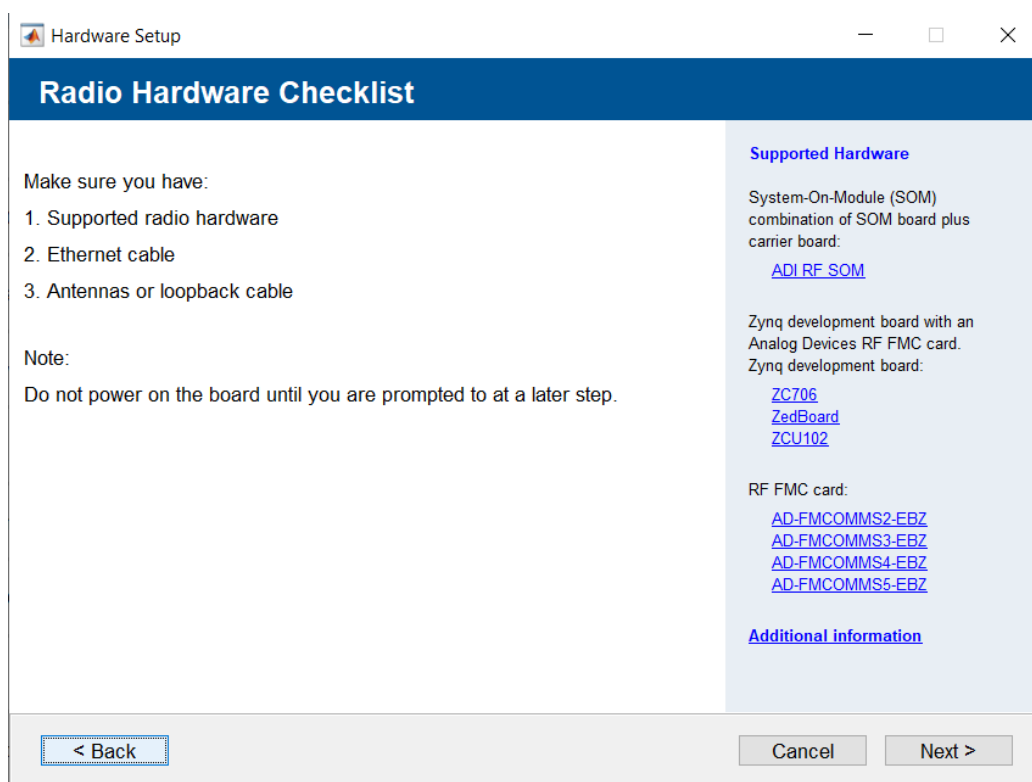 Hardware Setup
Radio Hardware Checklist
Make sure you have:
1. Supported radio hardware
2. Ethernet cable
3. Antennas or loopback cable
Note:
Do not power on the board until you are prompted to at a later step.
Supported Hardware
System-On-Module (SOM)
combination of SOM board plus
carrier board:
ADI RF SOM
Zynq development board with an
Analog Devices RF FMC card.
Zynq development board:
ZC706
ZedBoard
ZCU102
RF FMC card:
AD-FMCOMMS2-EBZ
AD-FMCOMMS3-EBZ
AD-FMCOMMS4-EBZ
AD-FMCOMMS5-EBZ
Additional information
< Back
Cancel
Next >